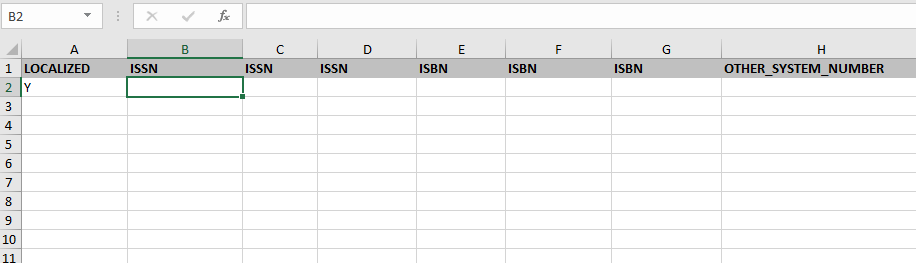 B2 fx
A B C D E F G H
1 LOCALIZED ISSN ISSN ISSN ISBN ISBN ISBN OTHER_SYSTEM_NUMBER
2 Y
3
4
5
6
7
8
9
10
11